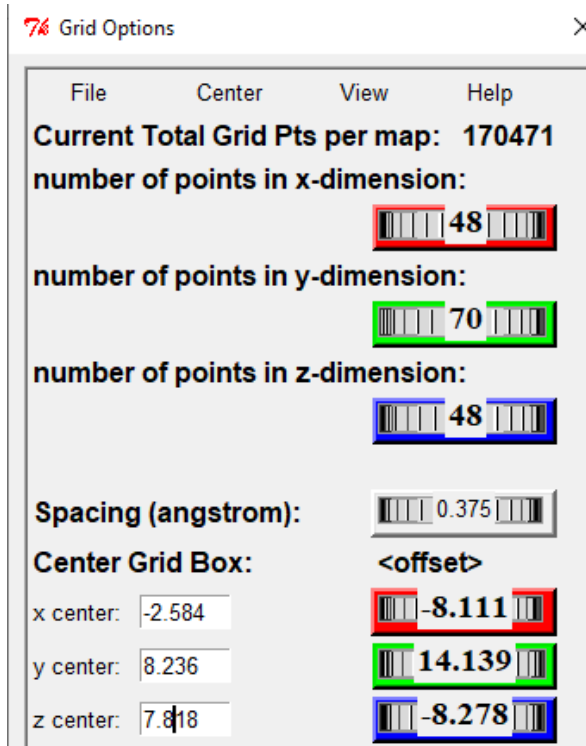 Grid Options
File Center View Help
Current Total Grid Pts per map: 170471
number of points in x-dimension:
48
number of points in y-dimension:
70
number of points in z-dimension:
48
Spacing (angstrom): 0.375
Center Grid Box: <offset>
x center: -2.584 -8.111
y center: 8.236 14.139
z center: 7.818 -8.278